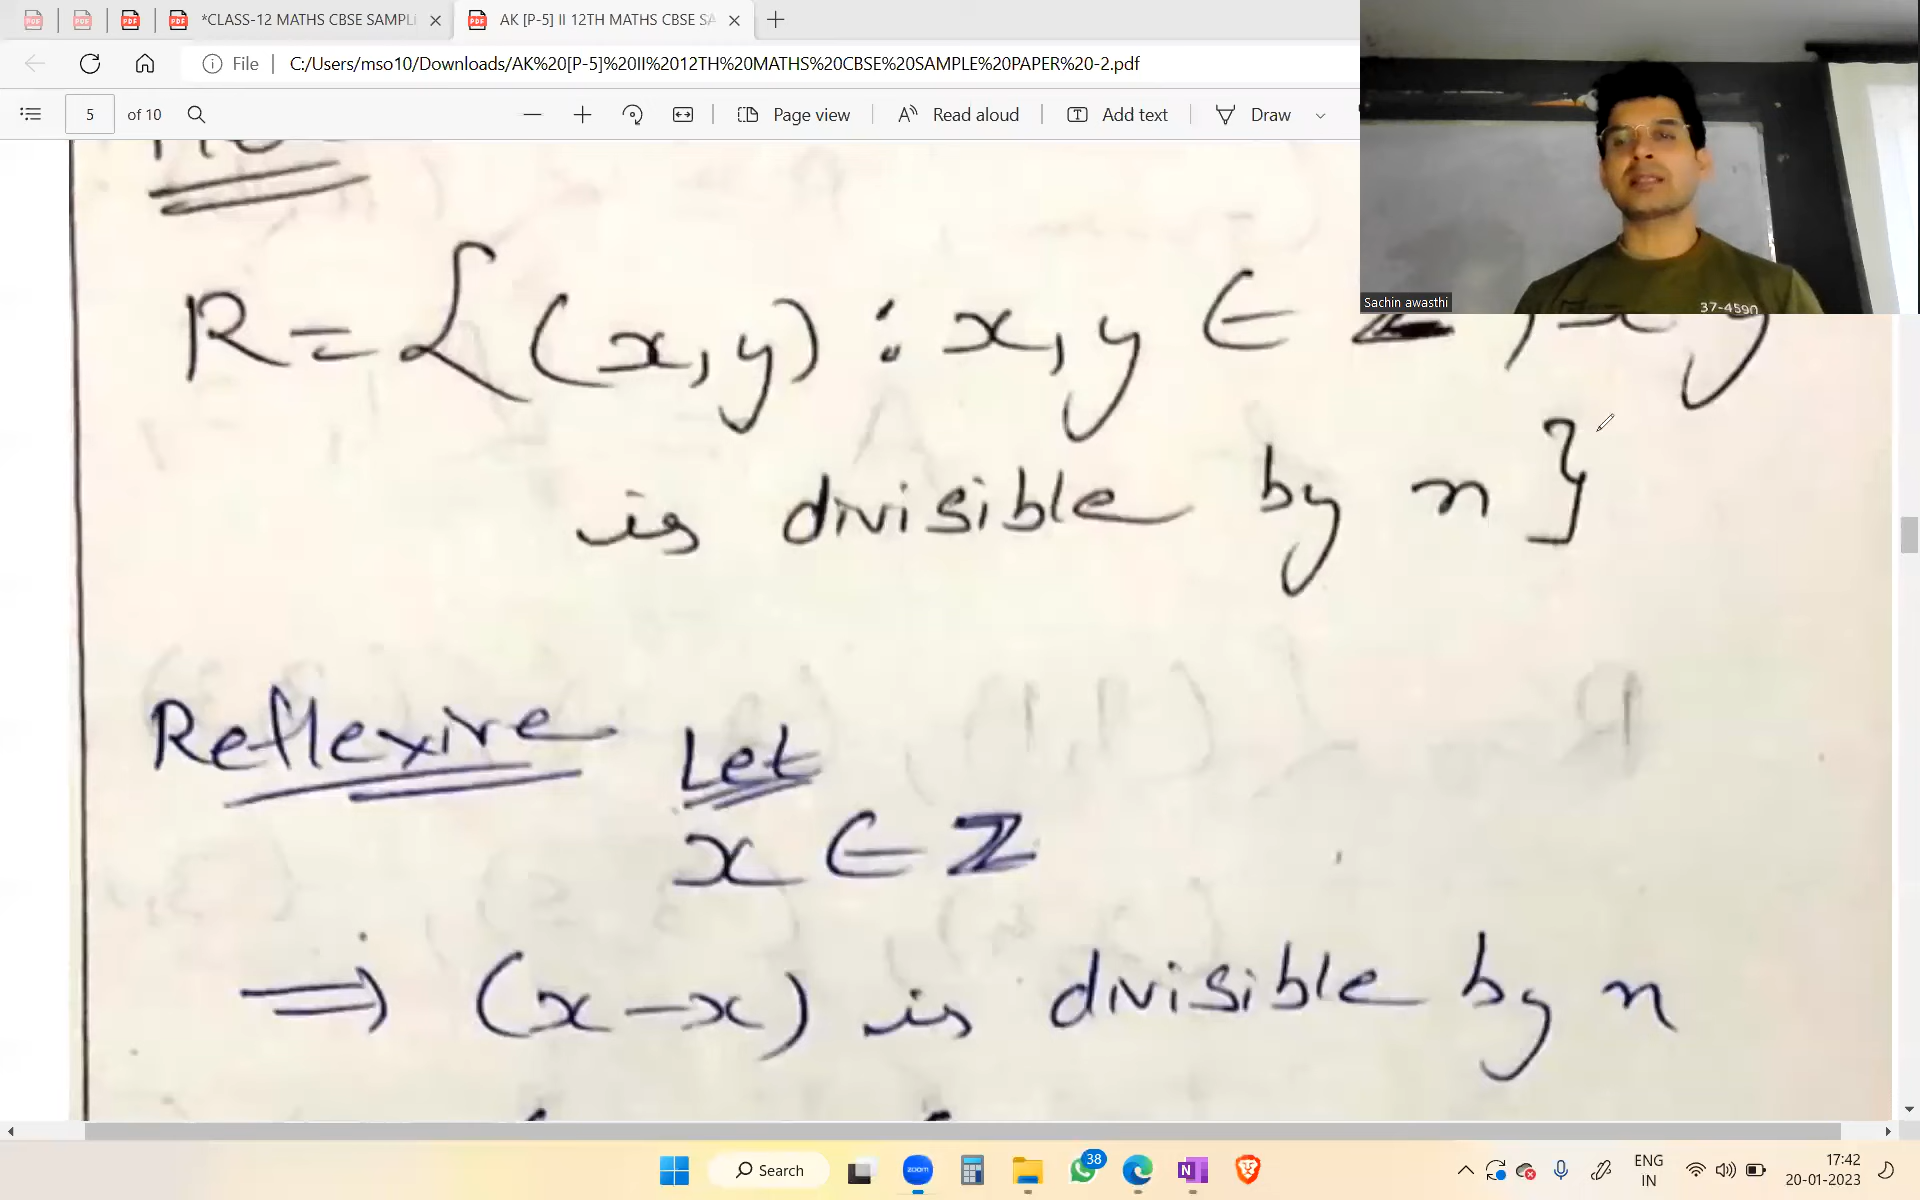 *CLASS-12 MATHS CBSE SAMPL
AK [P-5] II 12TH MATHS CBSE SA
File
C:/Users/mso10/Downloads/AK%20[P-5]%20II%2012TH%20MATHS%20CBSE%20SAMPLE%20PAPER%20-2.pdf
5 of 10
Page view
Read aloud
Add text
Draw
Sachin awasthi
37-4590
R = {(x, y) : x, y ∈ Z, x-y
is divisible by n}
Reflexive Let
x ∈ Z
⇒ (x-x) is divisible by n
Search
zoom
38
N
ENG
IN
17:42
20-01-2023